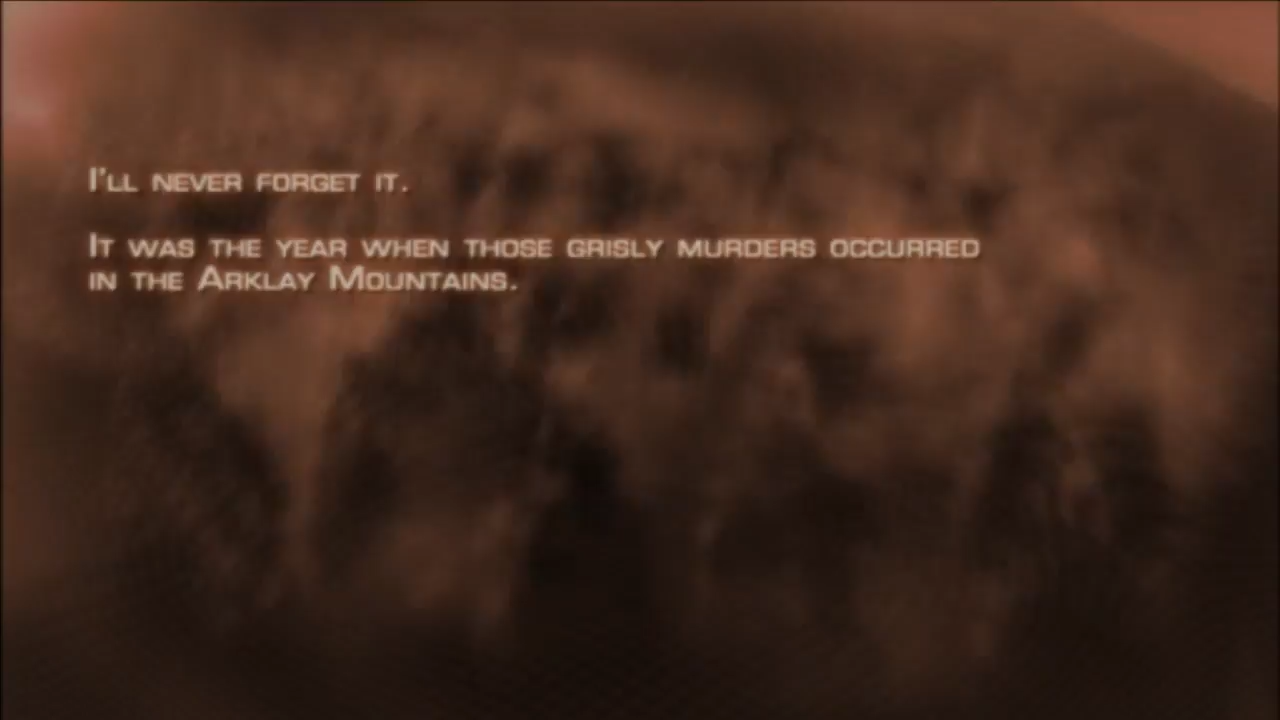 I'll never forget it.
It was the year when those grisly murders occurred
in the Arklay Mountains.